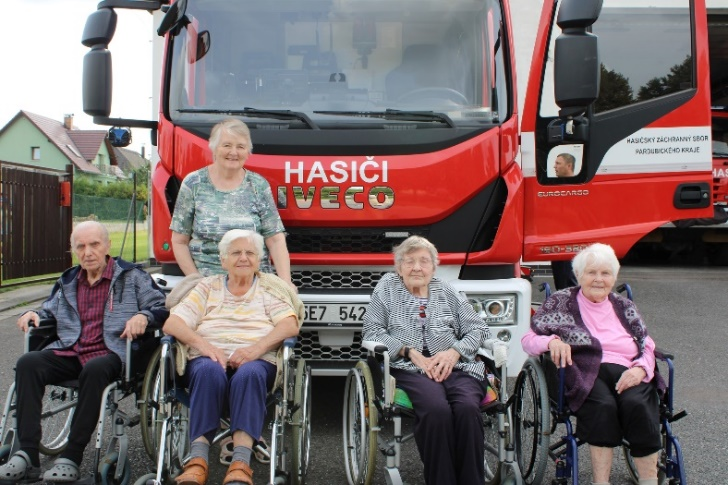 HASIČI
IVECO
HASIČSKÝ ZÁCHRANNÝ SBOR
PARDUBICKÉHO KRAJE
EUROCARGO